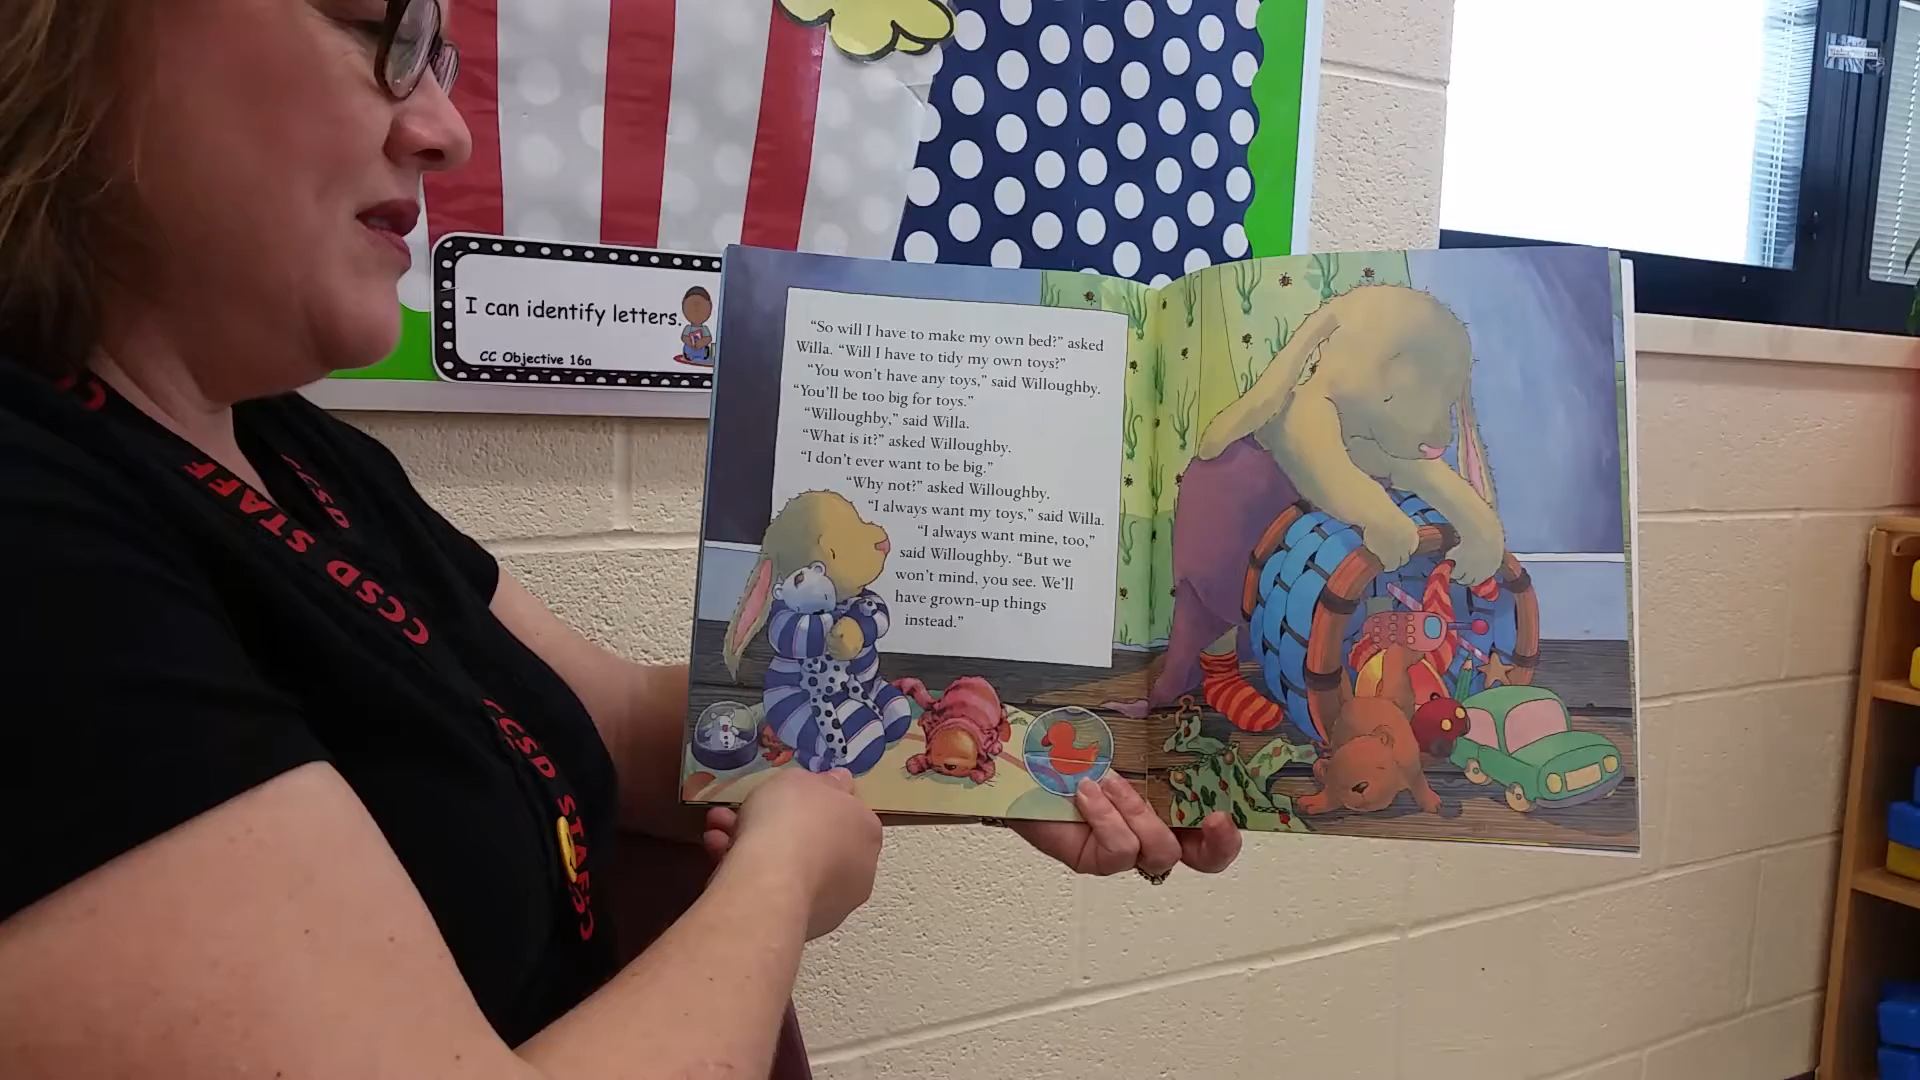 I can identify letters.
CC Objective 16a
CCSD STAFF
CCSD
CCSD STAFF
"So will I have to make my own bed?" asked
Willa. "Will I have to tidy my own toys?"
"You won't have any toys," said Willoughby.
"You'll be too big for toys."
"Willoughby," said Willa.
"What is it?" asked Willoughby.
"I don't ever want to be big."
"Why not?" asked Willoughby.
"I always want my toys," said Willa.
"I always want mine, too,"
said Willoughby. "But we
won't mind, you see. We'll
have grown-up things
instead."